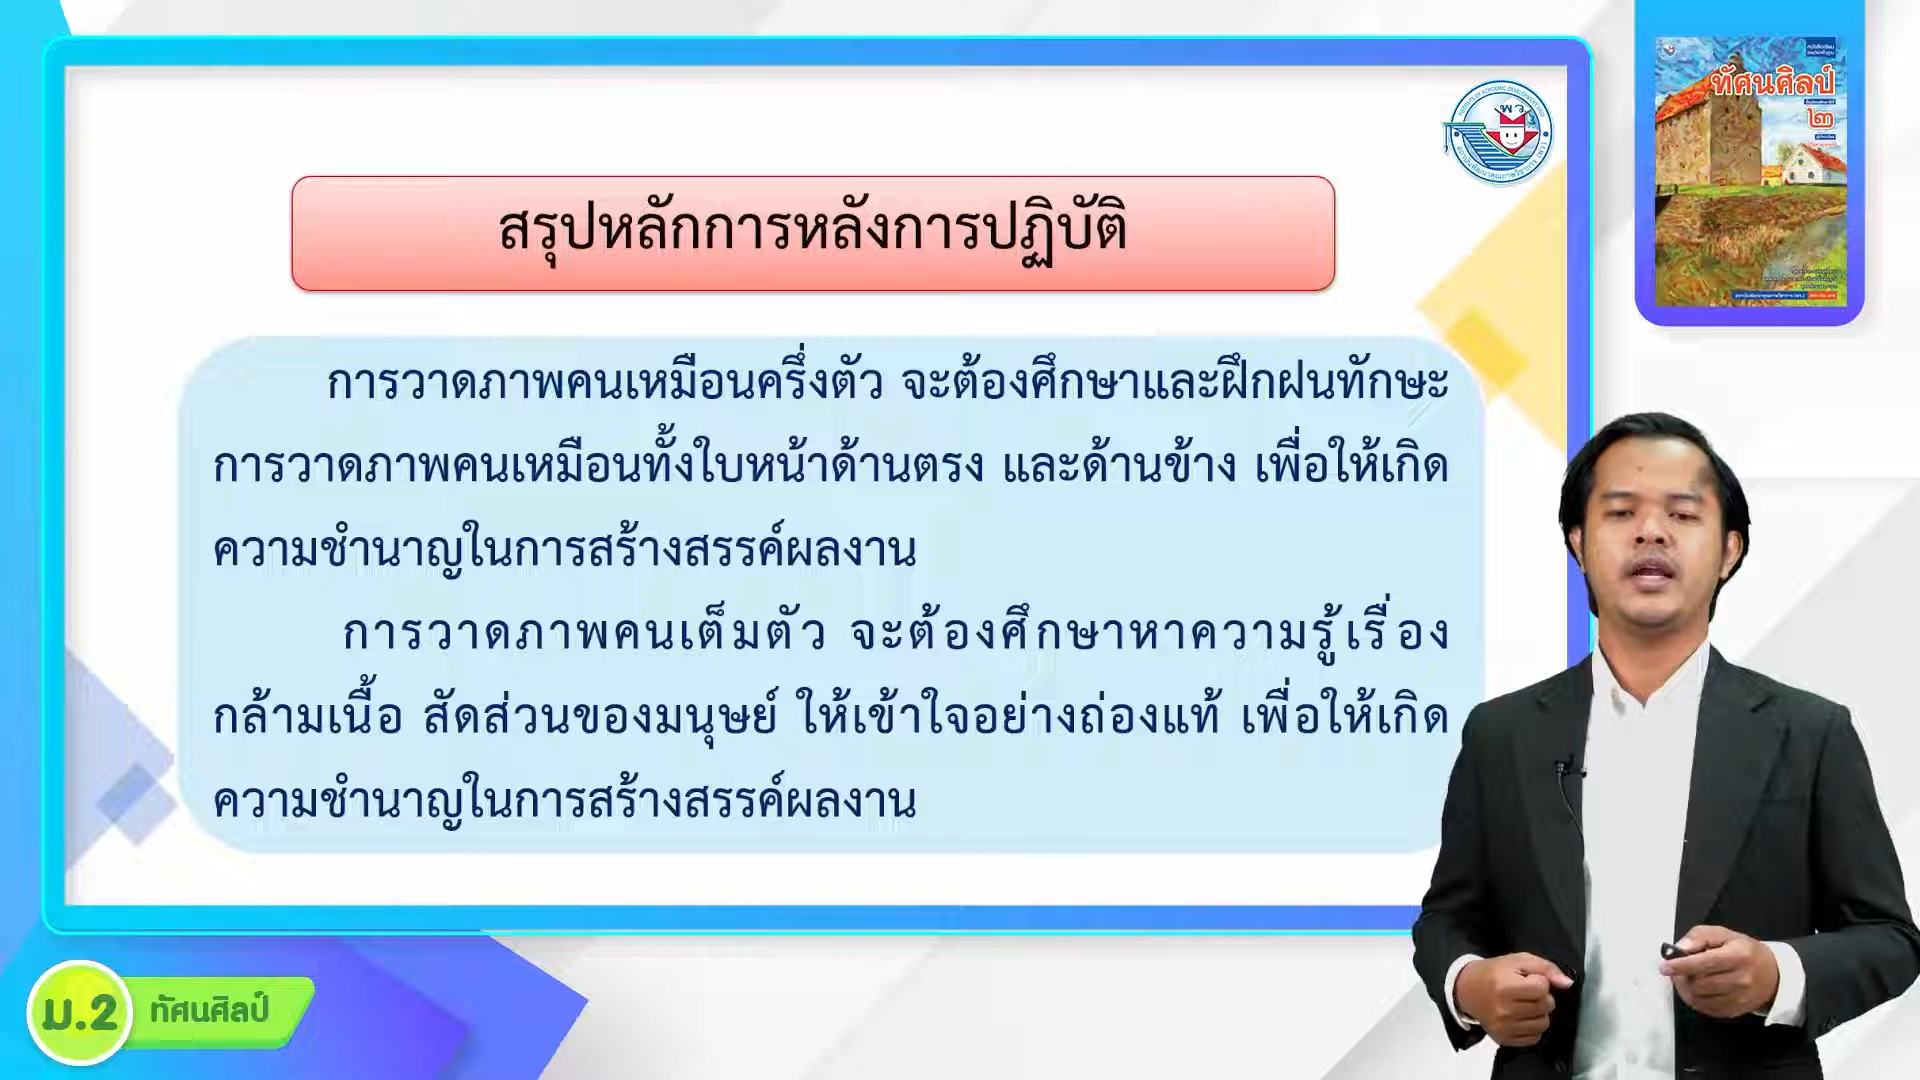 สรุปหลักการหลังการปฏิบัติ
การวาดภาพคนเหมือนครึ่งตัว จะต้องศึกษาและฝึกฝนทักษะ
การวาดภาพคนเหมือนทั้งใบหน้าด้านตรง และด้านข้าง เพื่อให้เกิด
ความชำนาญในการสร้างสรรค์ผลงาน
การวาดภาพคนเต็มตัว จะต้องศึกษาหาความรู้เรื่อง
กล้ามเนื้อ สัดส่วนของมนุษย์ ให้เข้าใจอย่างถ่องแท้ เพื่อให้เกิด
ความชำนาญในการสร้างสรรค์ผลงาน
พว
ทัศนศิลป์
๒
ม.2
ทัศนศิลป์